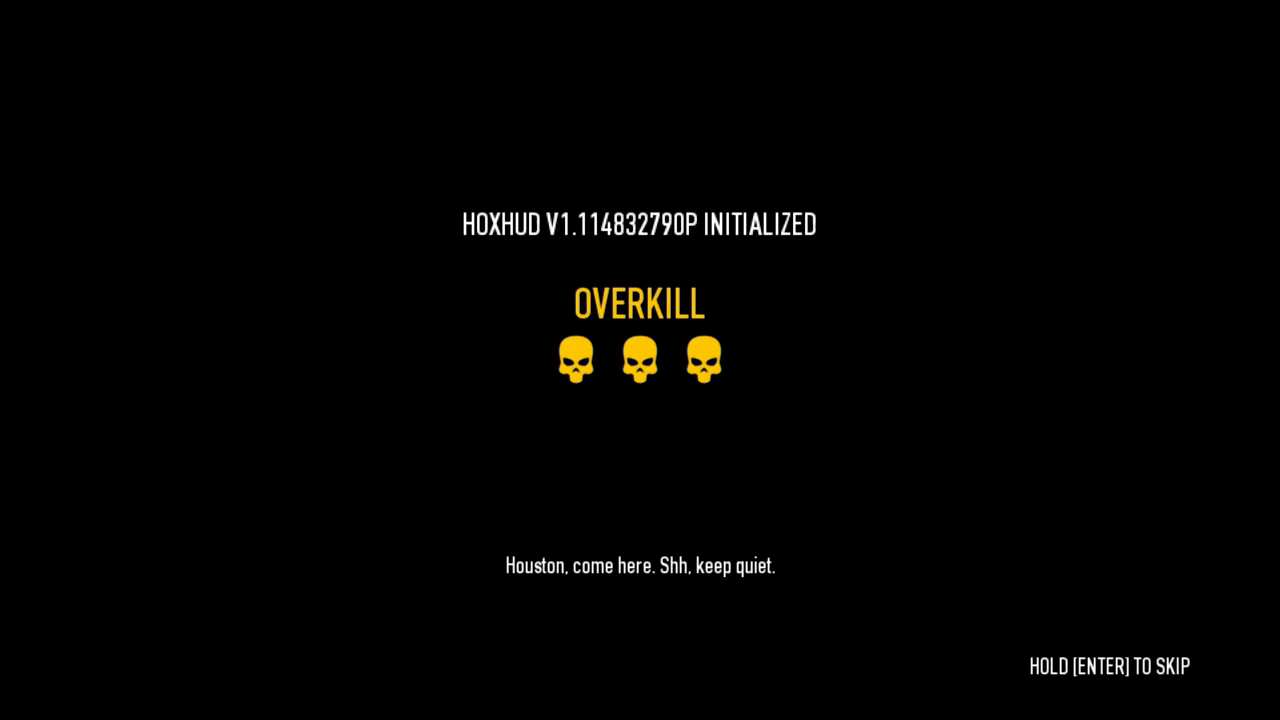 HOXHUD V1.114832790P INITIALIZED
OVERKILL
Houston, come here. Shh, keep quiet.
HOLD [ENTER] TO SKIP